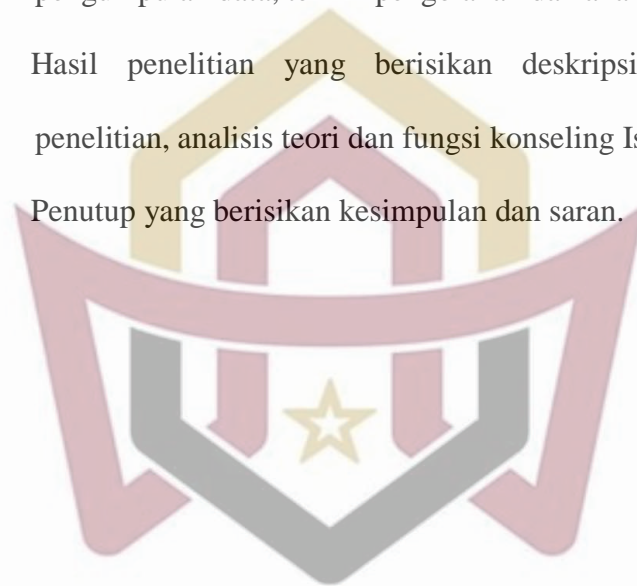 Hasil penelitian yang berisikan deskripsi
penelitian, analisis teori dan fungsi konseling
Penutup yang berisikan kesimpulan dan saran.